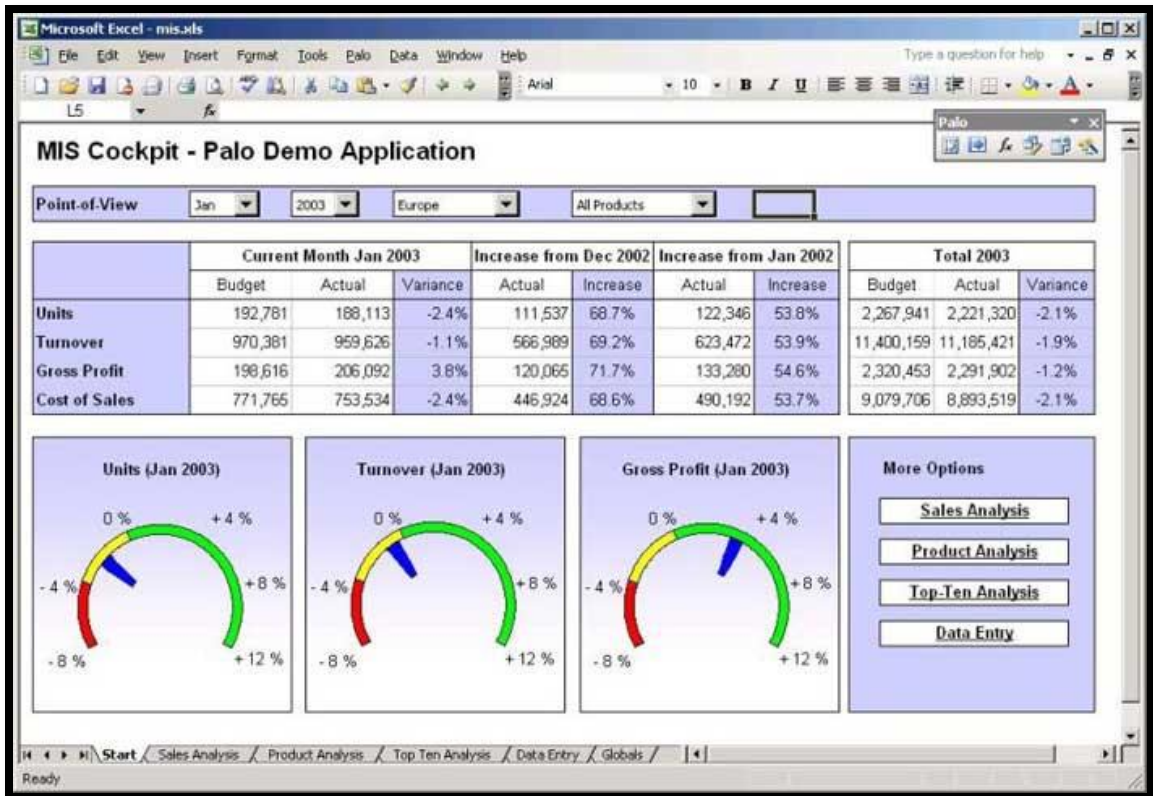 Microsoft Excel - mis.xls
File Edit View Insert Format Tools Palo Data Window Help Type a question for help
Arial 10 B I U
L5 fx
Palo
MIS Cockpit - Palo Demo Application
Point-of-View Jan 2003 Europe All Products
Current Month Jan 2003 Increase from Dec 2002 Increase from Jan 2002 Total 2003
Budget Actual Variance Actual Increase Actual Increase Budget Actual Variance
Units 192,781 188,113 -2.4% 111,537 68.7% 122,346 53.8% 2,267,941 2,221,320 -2.1%
Turnover 970,381 959,626 -1.1% 566,989 69.2% 623,472 53.9% 11,400,159 11,185,421 -1.9%
Gross Profit 198,616 206,092 3.8% 120,065 71.7% 133,280 54.6% 2,320,453 2,291,902 -1.2%
Cost of Sales 771,765 753,534 -2.4% 446,924 68.6% 490,192 53.7% 9,079,706 8,893,519 -2.1%
Units (Jan 2003)
0 % +4 %
- 4 % +8 %
- 8 % +12 %
Turnover (Jan 2003)
0 % +4 %
- 4 % +8 %
- 8 % +12 %
Gross Profit (Jan 2003)
0 % +4 %
- 4 % +8 %
- 8 % +12 %
More Options
Sales Analysis
Product Analysis
Top-Ten Analysis
Data Entry
Start Sales Analysis Product Analysis Top Ten Analysis Data Entry Globals
Ready